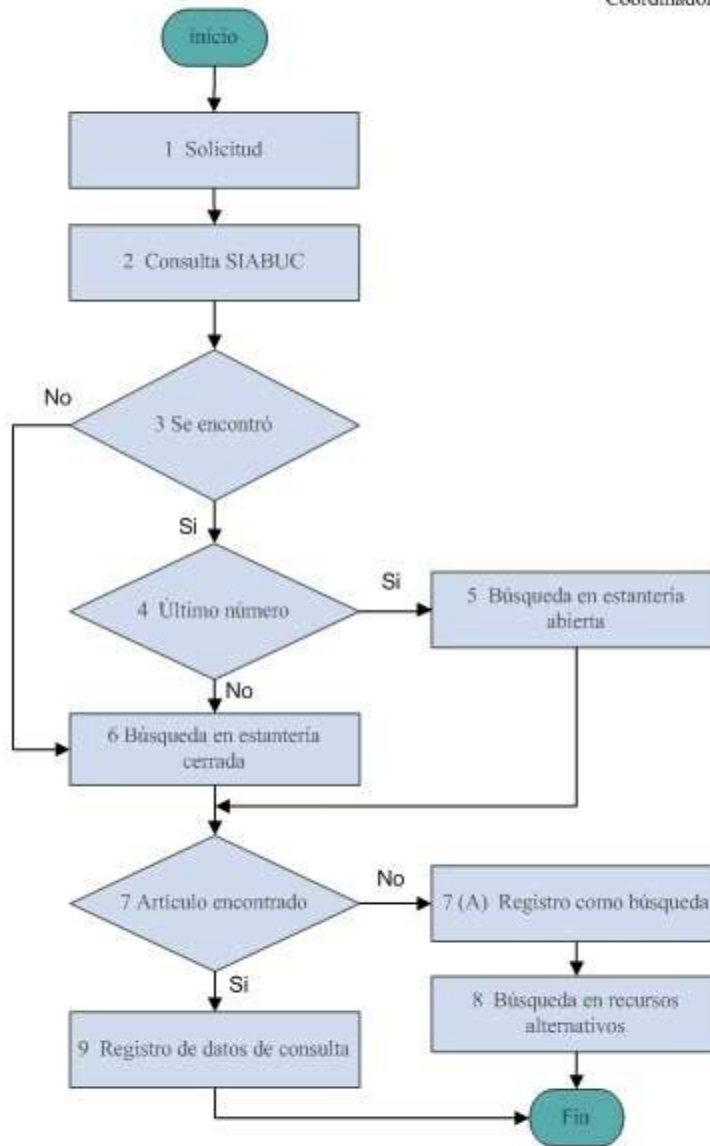 Coordinador
inicio
1 Solicitud
2 Consulta SIABUC
No
3 Se encontró
Si
4 Último número
Si
5 Búsqueda en estantería
abierta
No
6 Búsqueda en estantería
cerrada
7 Artículo encontrado
No
7 (A) Registro como búsqueda
Si
8 Búsqueda en recursos
alternativos
9 Registro de datos de consulta
Fin